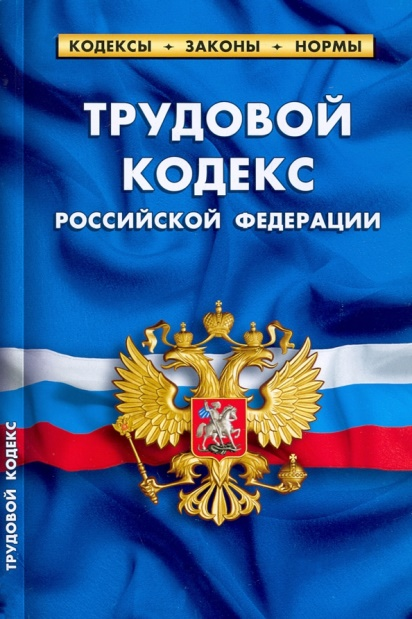 КОДЕКСЫ ✦ ЗАКОНЫ ✦ НОРМЫ
ТРУДОВОЙ
КОДЕКС
РОССИЙСКОЙ ФЕДЕРАЦИИ
ТРУДОВОЙ КОДЕКС